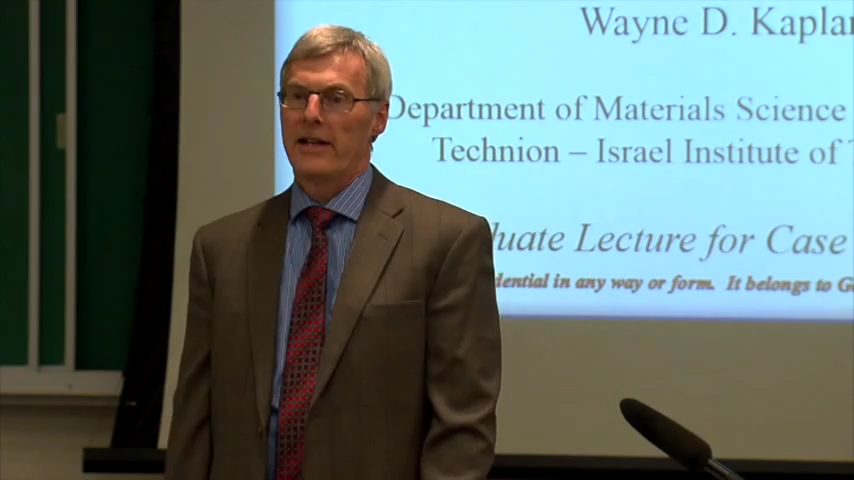 Wayne D. Kaplan
Department of Materials Science
Technion – Israel Institute of
Lecture for Case
in any way or form. It belongs to